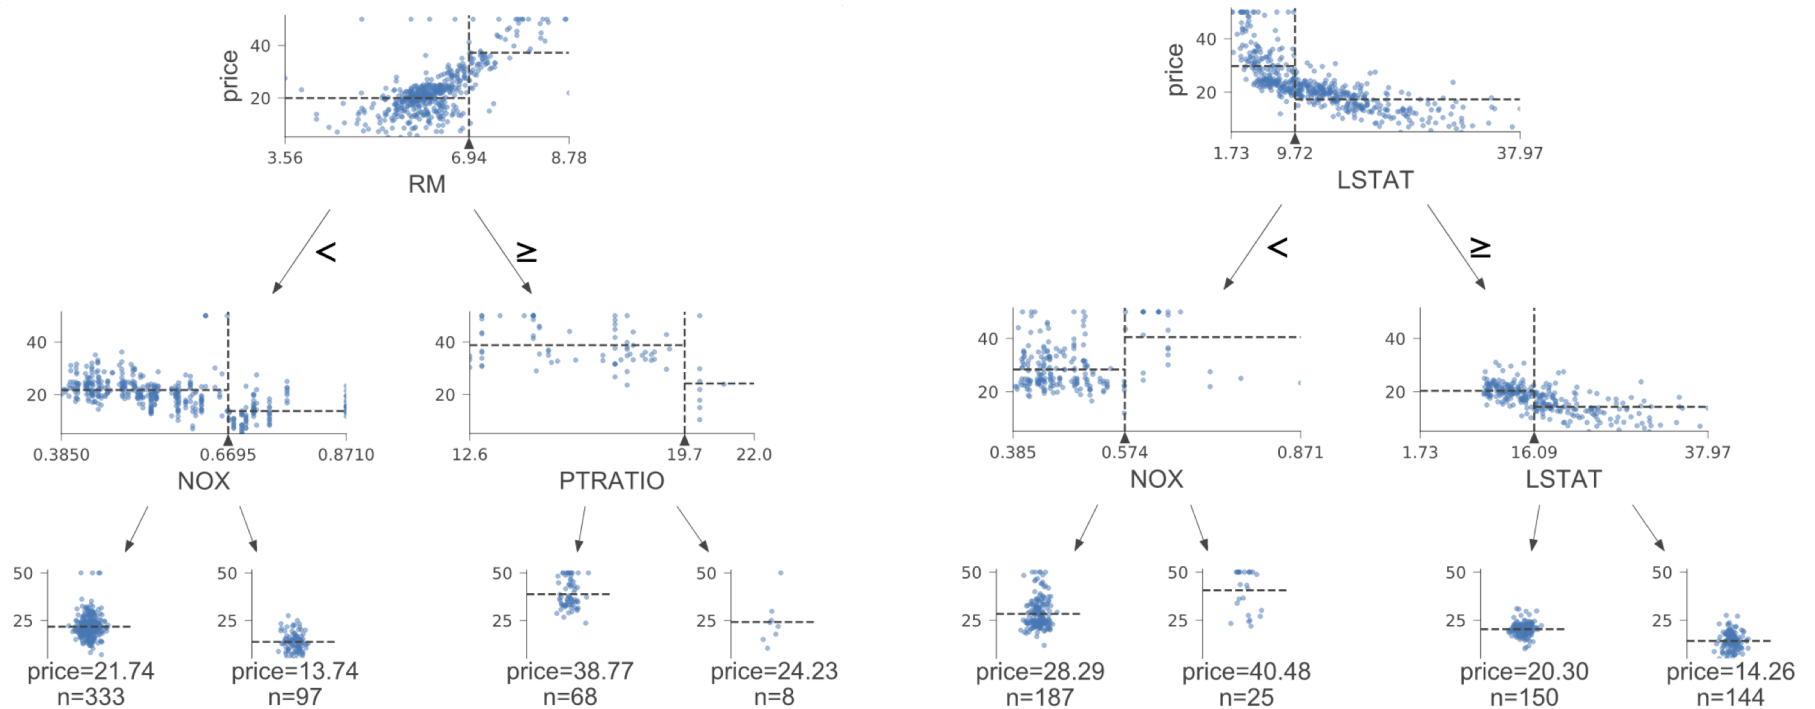 price
40
20
3.56 6.94 8.78
RM
< ≥
40
20
0.3850 0.6695 0.8710
NOX
40
20
12.6 19.7 22.0
PTRATIO
50
25
price=21.74
n=333
50
25
price=13.74
n=97
50
25
price=38.77
n=68
50
25
price=24.23
n=8
price
40
20
1.73 9.72 37.97
LSTAT
< ≥
40
20
0.385 0.574 0.871
NOX
40
20
1.73 16.09 37.97
LSTAT
50
25
price=28.29
n=187
50
25
price=40.48
n=25
50
25
price=20.30
n=150
50
25
price=14.26
n=144